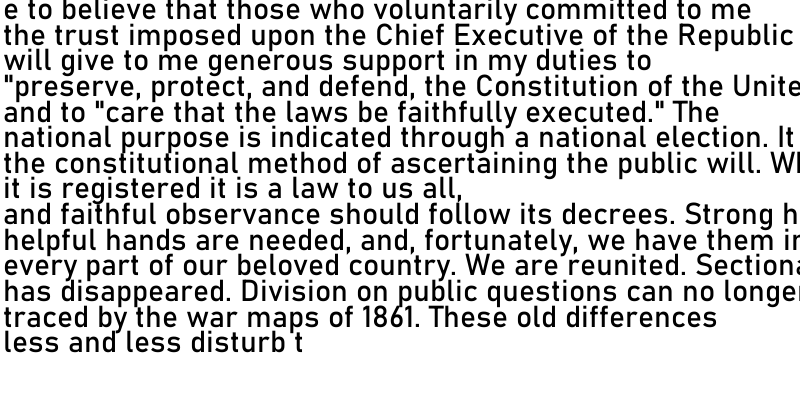 e to believe that those who voluntarily committed to me
the trust imposed upon the Chief Executive of the Republic
will give to me generous support in my duties to
"preserve, protect, and defend, the Constitution of the Unite
and to "care that the laws be faithfully executed." The
national purpose is indicated through a national election. It
the constitutional method of ascertaining the public will. Wh
it is registered it is a law to us all,
and faithful observance should follow its decrees. Strong h
helpful hands are needed, and, fortunately, we have them in
every part of our beloved country. We are reunited. Sectiona
has disappeared. Division on public questions can no longer
traced by the war maps of 1861. These old differences
less and less disturb t